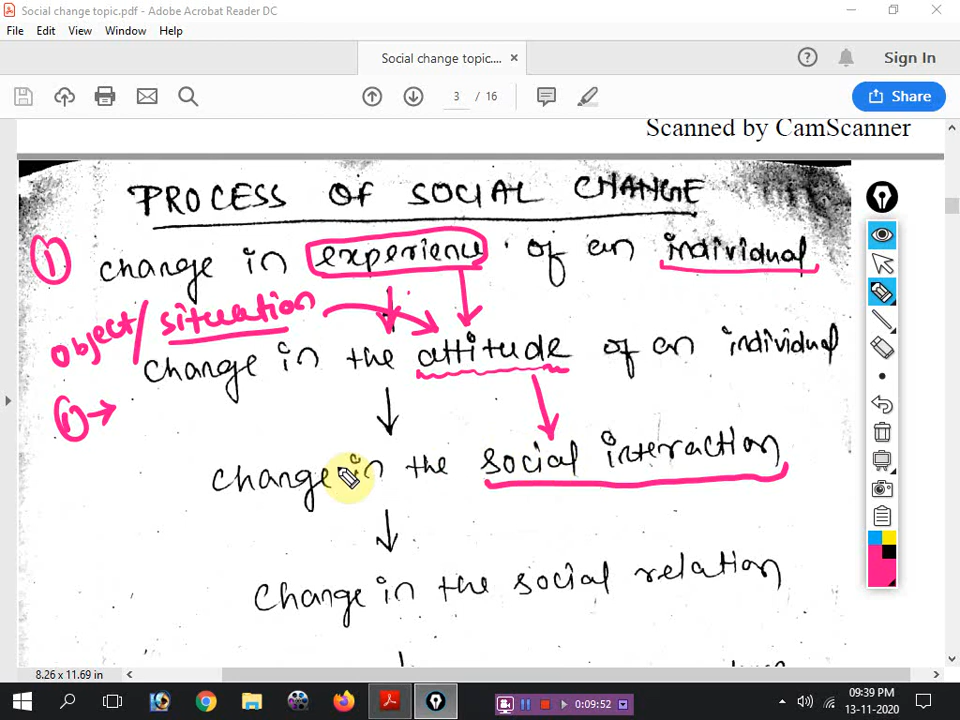 Social change topic.pdf - Adobe Acrobat Reader DC
File Edit View Window Help
Social change topic....
Sign In
3 / 16
Share
Scanned by CamScanner
PROCESS OF SOCIAL CHANGE
① change in experience of an individual
object/ situation
change in the attitude of an individual
change in the social interaction
change in the social relation
8.26 x 11.69 in
0:09:52
09:39 PM
13-11-2020